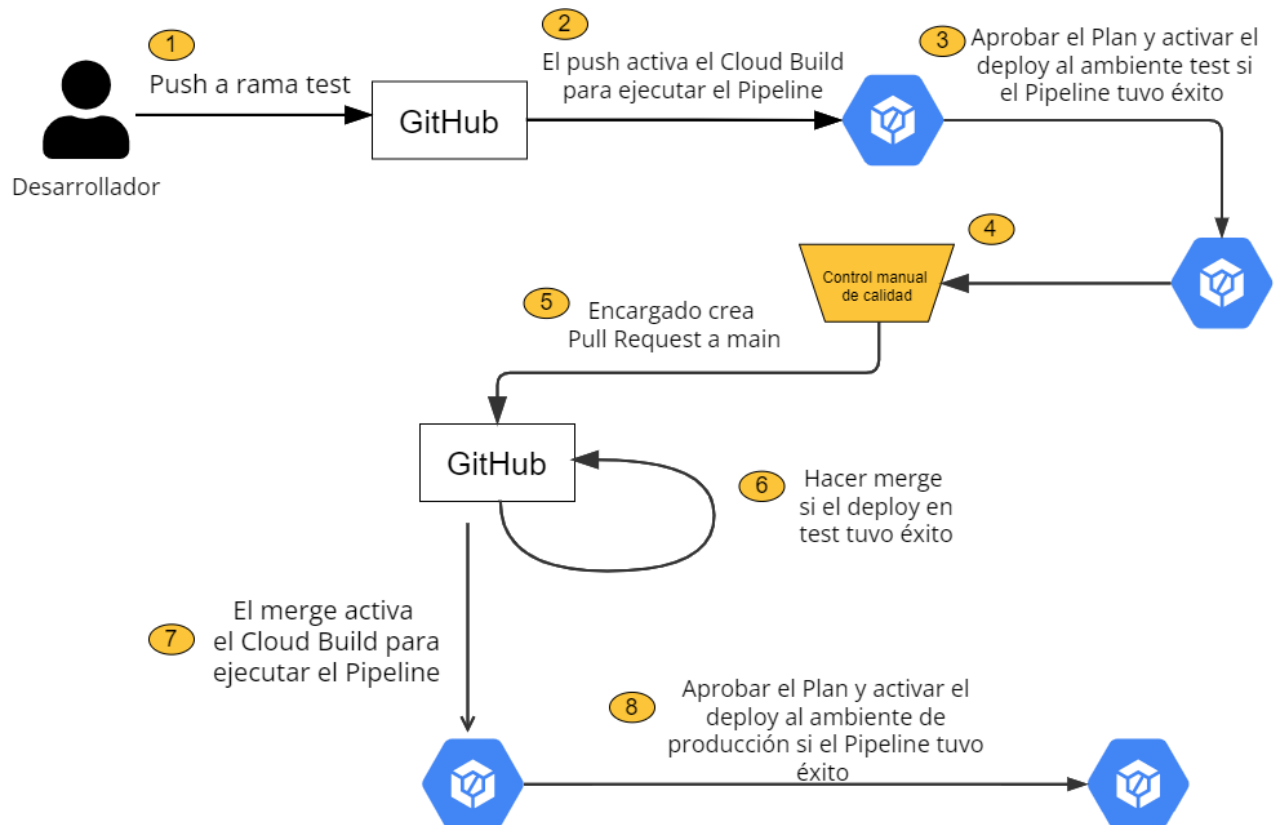 1
Push a rama test
Desarrollador
GitHub
2
El push activa el Cloud Build
para ejecutar el Pipeline
3
Aprobar el Plan y activar el
deploy al ambiente test si
el Pipeline tuvo éxito
4
Control manual
de calidad
5
Encargado crea
Pull Request a main
GitHub
6
Hacer merge
si el deploy en
test tuvo éxito
7
El merge activa
el Cloud Build para
ejecutar el Pipeline
8
Aprobar el Plan y activar el
deploy al ambiente de
producción si el Pipeline tuvo
éxito